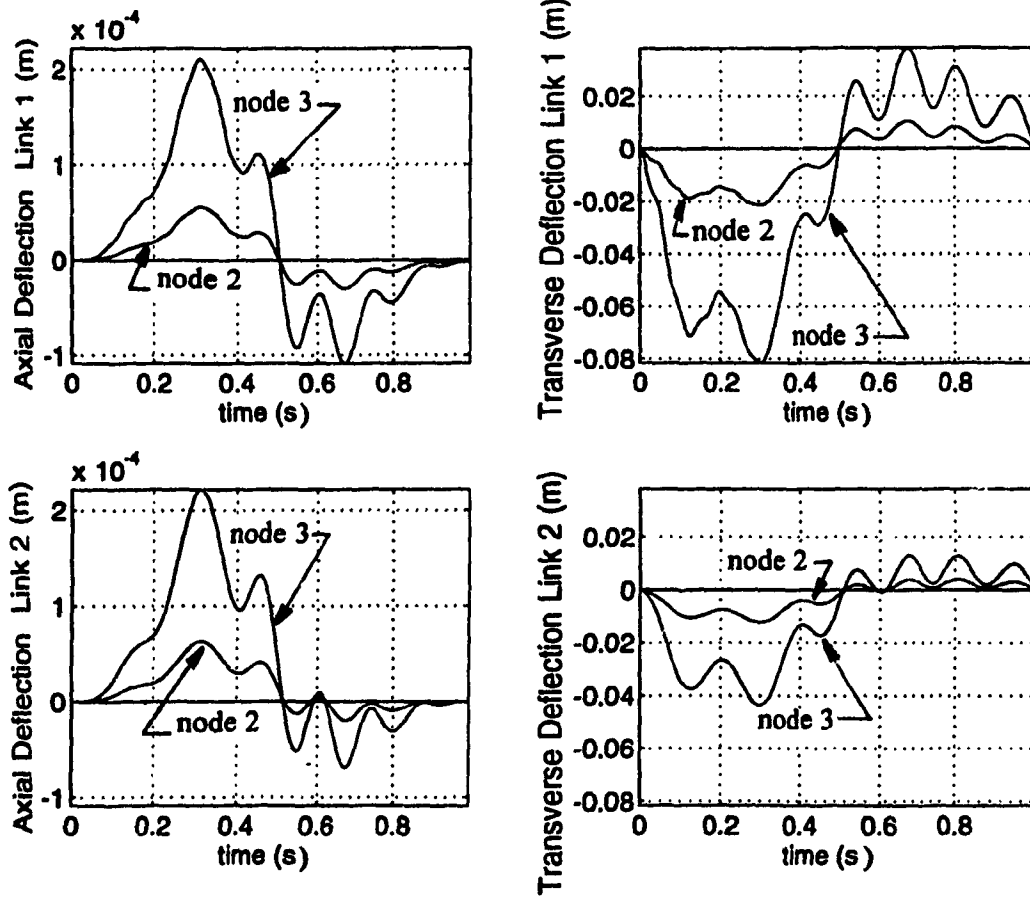 x 10-4
Axial Deflection Link 1 (m)
2
1
0
-1
node 3
node 2
0 0.2 0.4 0.6 0.8
time (s)
Transverse Deflection Link 1 (m)
0.02
0
-0.02
-0.04
-0.06
-0.08
node 2
node 3
0 0.2 0.4 0.6 0.8
time (s)
x 10-4
Axial Deflection Link 2 (m)
2
1
0
-1
node 3
node 2
0 0.2 0.4 0.6 0.8
time (s)
Transverse Deflection Link 2 (m)
0.02
0
-0.02
-0.04
-0.06
-0.08
node 2
node 3
0 0.2 0.4 0.6 0.8
time (s)